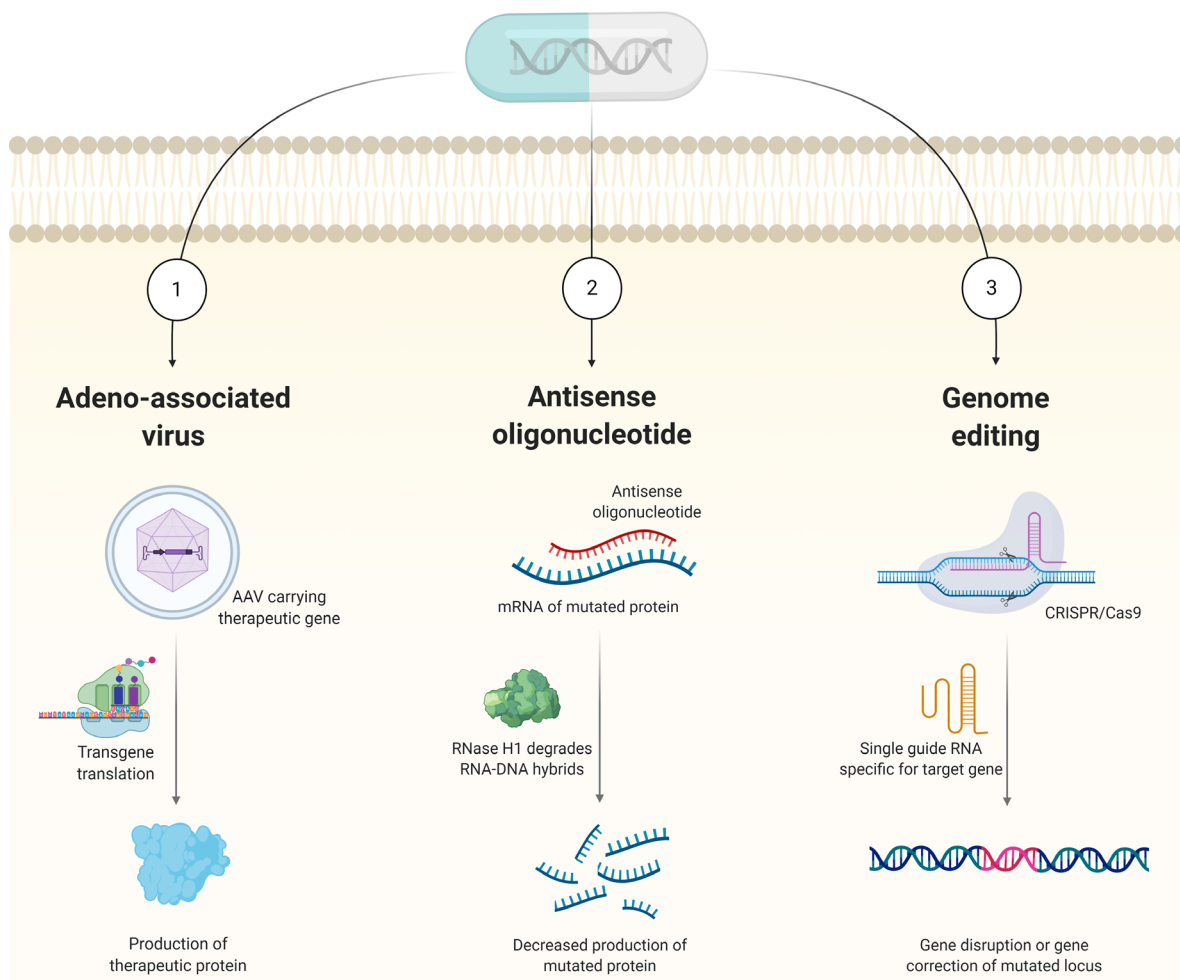 1
2
3
Adeno-associated
virus
Antisense
oligonucleotide
Genome
editing
AAV carrying
therapeutic gene
Antisense
oligonucleotide
mRNA of mutated protein
CRISPR/Cas9
Transgene
translation
RNase H1 degrades
RNA-DNA hybrids
Single guide RNA
specific for target gene
Production of
therapeutic protein
Decreased production of
mutated protein
Gene disruption or gene
correction of mutated locus